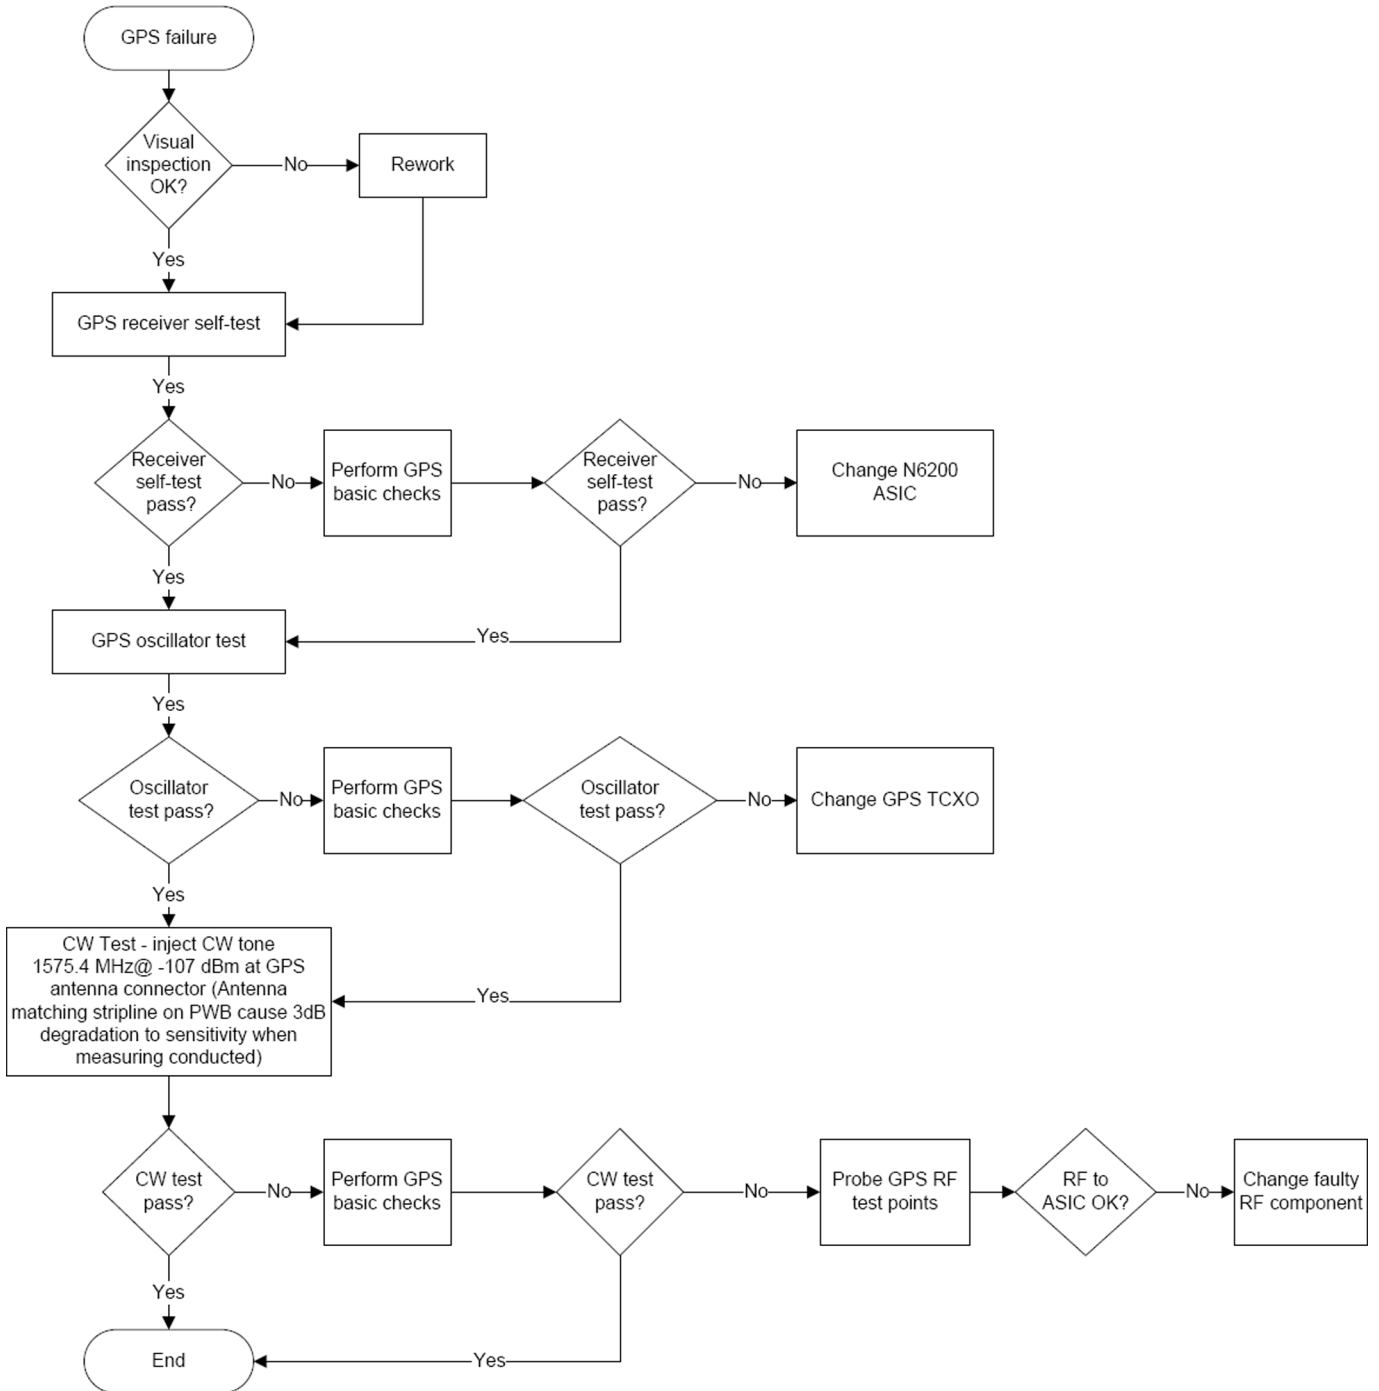 GPS failure
Visual
inspection
OK?
No
Rework
Yes
GPS receiver self-test
Yes
Receiver
self-test
pass?
No
Perform GPS
basic checks
Receiver
self-test
pass?
No
Change N6200
ASIC
Yes
GPS oscillator test
Yes
Yes
Oscillator
test pass?
No
Perform GPS
basic checks
Oscillator
test pass?
No
Change GPS TCXO
Yes
CW Test - inject CW tone
1575.4 MHz@ -107 dBm at GPS
antenna connector (Antenna
matching stripline on PWB cause 3dB
degradation to sensitivity when
measuring conducted)
Yes
CW test
pass?
No
Perform GPS
basic checks
CW test
pass?
No
Probe GPS RF
test points
RF to
ASIC OK?
No
Change faulty
RF component
Yes
End
Yes